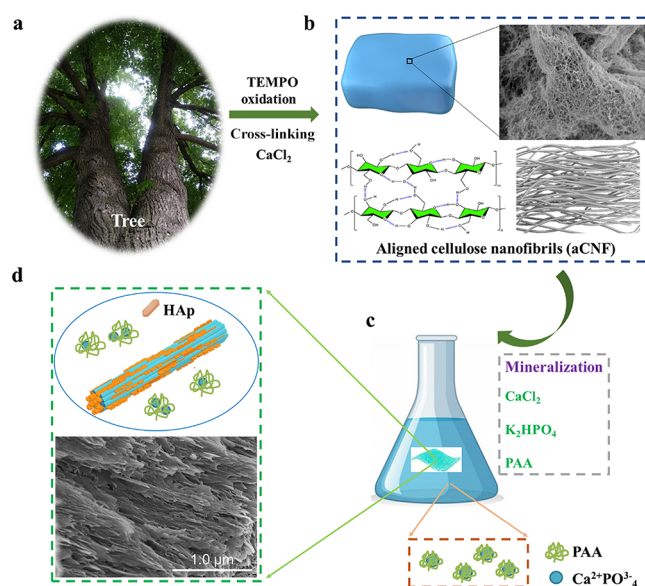 a
TEMPO
oxidation
Cross-linking
CaCl₂
Tree
b
Aligned cellulose nanofibrils (aCNF)
d
HAp
1.0 µm
c
Mineralization
CaCl₂
K₂HPO₄
PAA
PAA
Ca²⁺PO³⁻₄